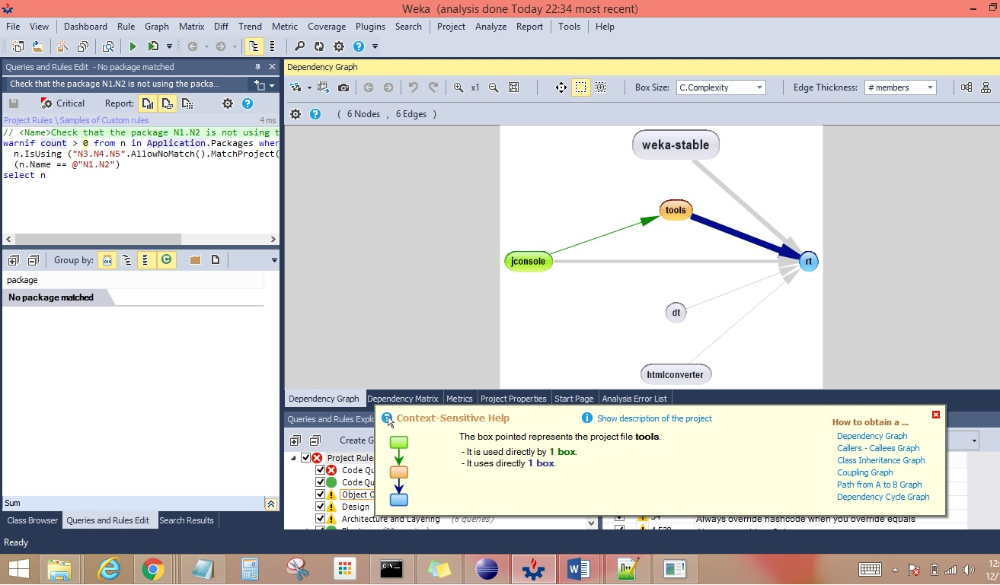 Weka (analysis done Today 22:34 most recent)
File View Dashboard Rule Graph Matrix Diff Trend Metric Coverage Plugins Search Project Analyze Report Tools Help
Queries and Rules Edit - No package matched
Check that the package N1.N2 is not using the packa...
Critical Report:
Project Rules \ Samples of Custom rules 4 ms
// <Name>Check that the package N1.N2 is not using t
warnif count > 0 from n in Application.Packages wher
n.IsUsing ("N3.N4.N5".AllowNoMatch().MatchProject(
(n.Name == @"N1.N2")
select n
Group by:
package
No package matched
Sum
Class Browser Queries and Rules Edit Search Results
Ready
Dependency Graph
x1 Box Size: C.Complexity Edge Thickness: # members
( 6 Nodes , 6 Edges )
weka-stable
tools
jconsole
rt
dt
htmlconverter
Dependency Graph Dependency Matrix Metrics Project Properties Start Page Analysis Error List
Queries and Rules Explo
Create G
Project Rule
Code Qu
Code Qu
Object O
Design
Architecture and Layering (6 queries)
Always override hashcode when you override equals
Context-Sensitive Help
Show description of the project
The box pointed represents the project file tools.
- It is used directly by 1 box.
- It uses directly 1 box.
How to obtain a ...
Dependency Graph
Callers - Callees Graph
Class Inheritance Graph
Coupling Graph
Path from A to B Graph
Dependency Cycle Graph
12:
12/